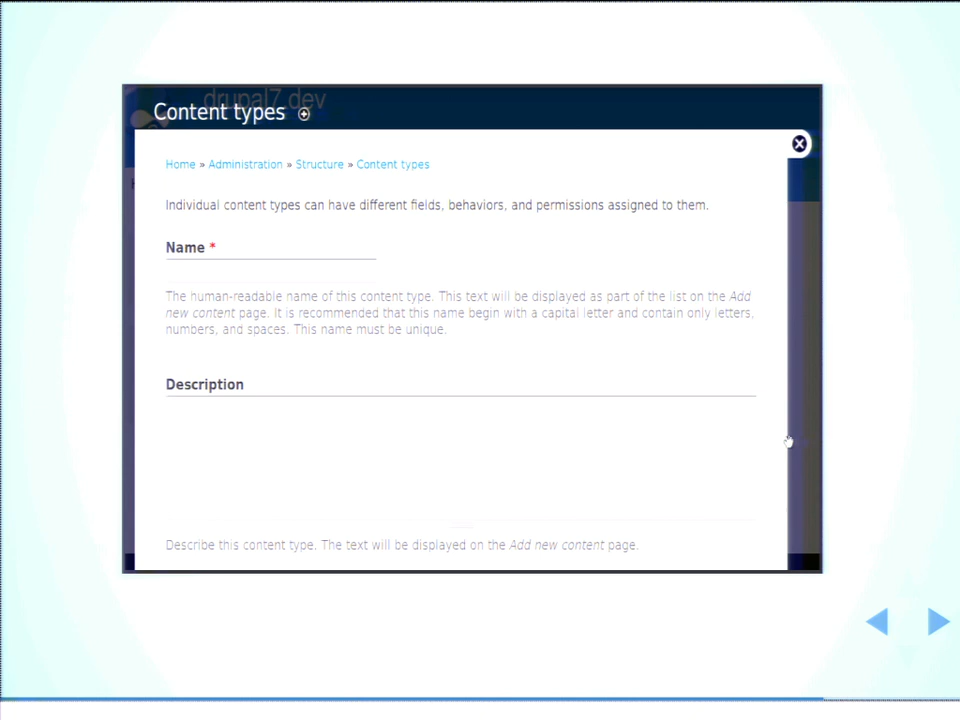 drupal7.dev
Content types
Home » Administration » Structure » Content types
Individual content types can have different fields, behaviors, and permissions assigned to them.
Name *
The human-readable name of this content type. This text will be displayed as part of the list on the Add
new content page. It is recommended that this name begin with a capital letter and contain only letters,
numbers, and spaces. This name must be unique.
Description
Describe this content type. The text will be displayed on the Add new content page.